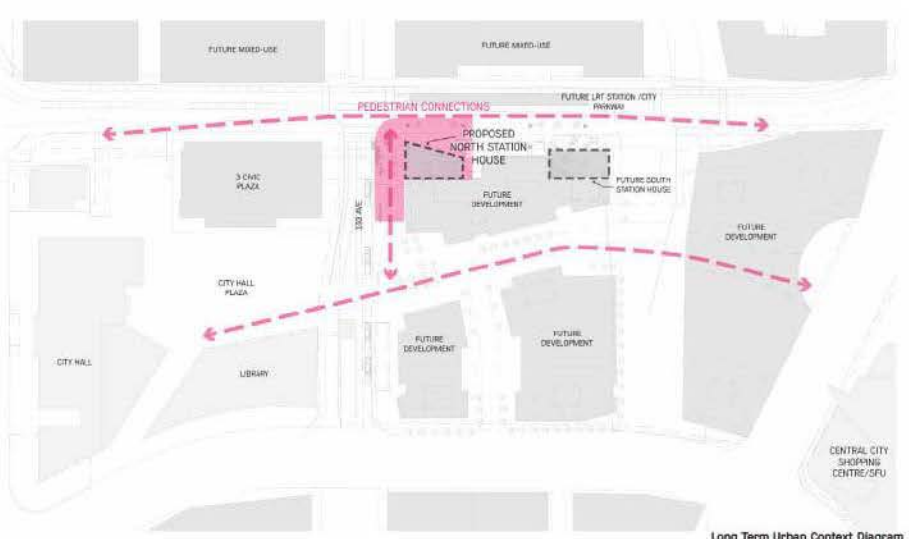 FUTURE MIXED-USE
FUTURE MIXED-USE
FUTURE LRT STATION /CITY
PARKWAY
PEDESTRIAN CONNECTIONS
PROPOSED
NORTH STATION
HOUSE
3 CIVIC
PLAZA
FUTURE SOUTH
STATION HOUSE
FUTURE
DEVELOPMENT
FUTURE
DEVELOPMENT
CITY HALL
PLAZA
FUTURE
DEVELOPMENT
FUTURE
DEVELOPMENT
CITY HALL
LIBRARY
CENTRAL CITY
SHOPPING
CENTRE/SFU
Long Term Urban Context Diagram